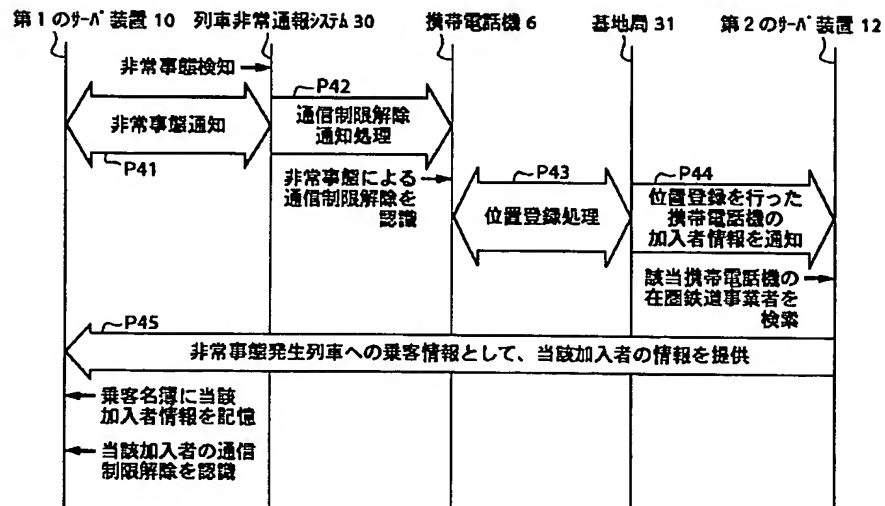 第1のサーバ装置 10
列車非常通報システム 30
携帯電話機 6
基地局 31
第2のサーバ装置 12
非常事態検知
P42
非常事態通知
通信制限解除
通知処理
P41
非常事態による
通信制限解除を
認識
P43
位置登録処理
P44
位置登録を行った
携帯電話機の
加入者情報を通知
該当携帯電話機の
在圏鉄道事業者を
検索
P45
非常事態発生列車への乗客情報として、当該加入者の情報を提供
乗客名簿に当該
加入者情報を記憶
当該加入者の通信
制限解除を認識